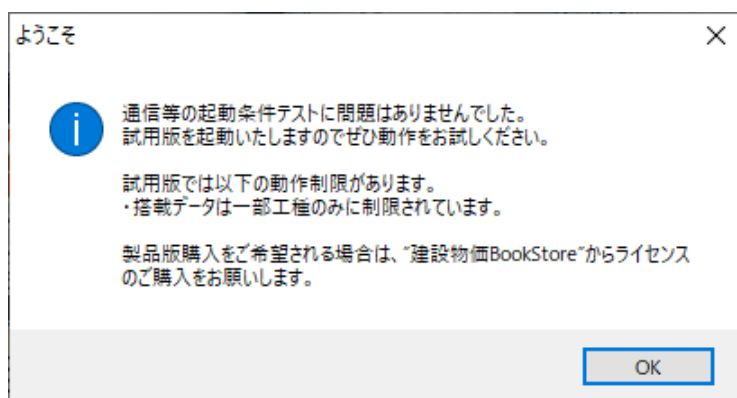 ようこそ
通信等の起動条件テストに問題はありませんでした。
試用版を起動いたしますのでぜひ動作をお試しください。
試用版では以下の動作制限があります。
・搭載データは一部工種のみに制限されています。
製品版購入をご希望される場合は、"建設物価BookStore"からライセンス
のご購入をお願いします。
OK